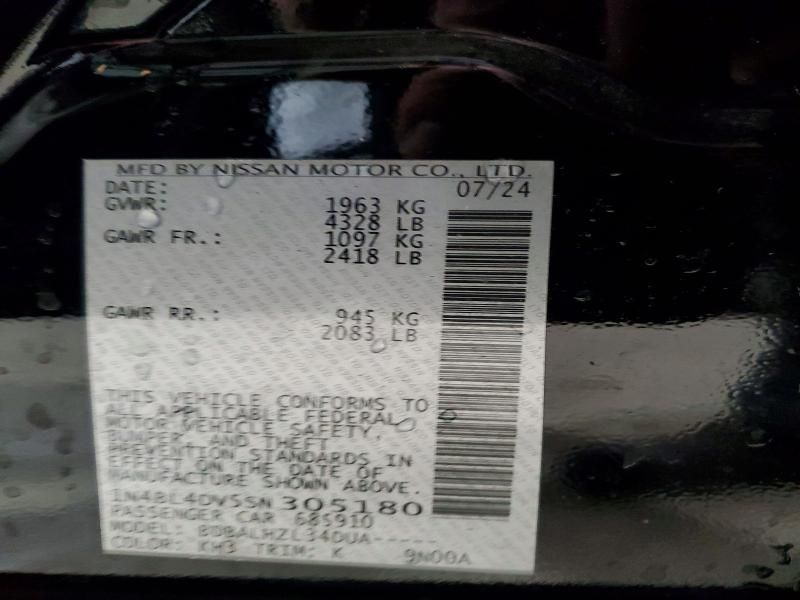 MFD BY NISSAN MOTOR CO., LTD.
DATE: 07/24
GVWR: 1963 KG
4328 LB
GAWR FR.: 1097 KG
2418 LB
GAWR RR.: 945 KG
2083 LB
THIS VEHICLE CONFORMS TO
ALL APPLICABLE FEDERAL
MOTOR VEHICLE SAFETY,
BUMPER, AND THEFT
PREVENTION STANDARDS IN
EFFECT ON THE DATE OF
MANUFACTURE SHOWN ABOVE.
1N4BL4DV5SN305180
PASSENGER CAR 685910
MODEL: BDBALHZL34DUA-----
COLOR: KH3 TRIM: K 9N00A